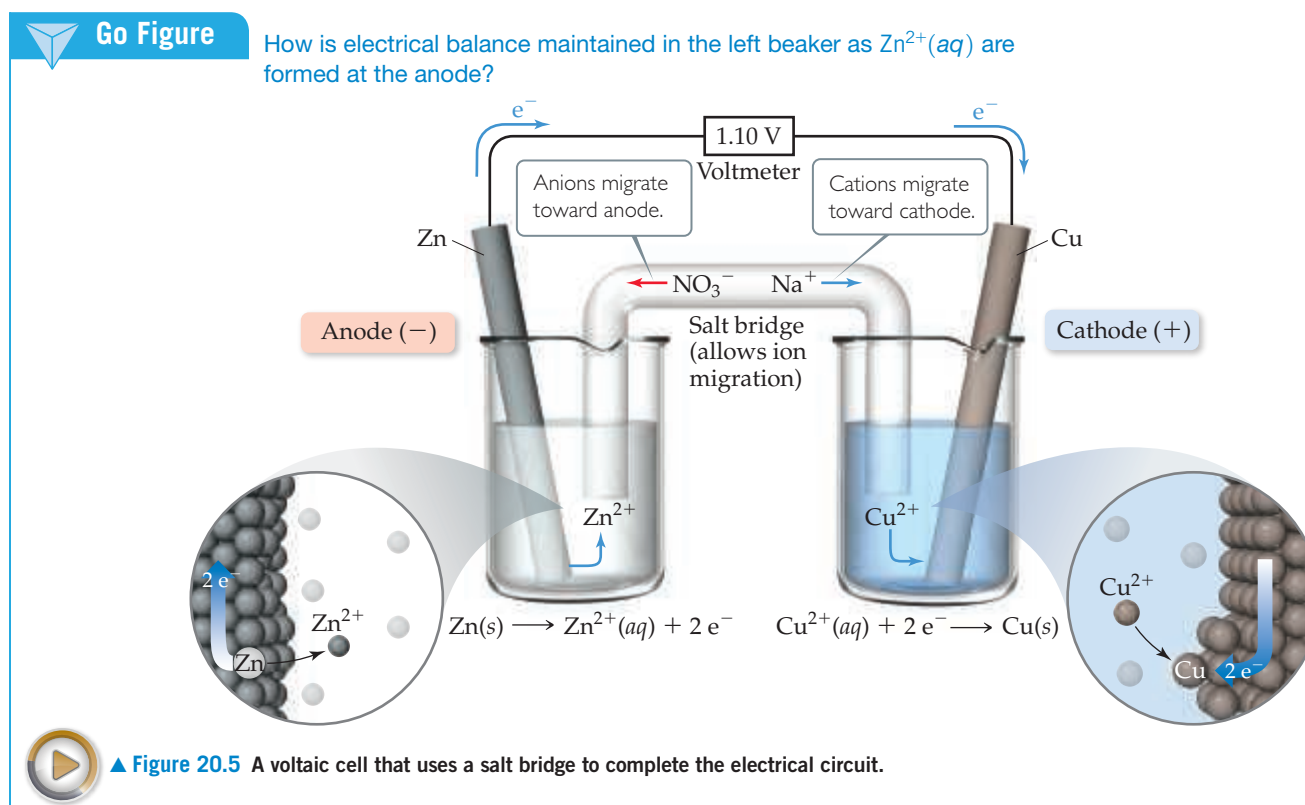 Go Figure
How is electrical balance maintained in the left beaker as Zn²⁺(aq) are
formed at the anode?
e⁻
e⁻
1.10 V
Voltmeter
Anions migrate
toward anode.
Cations migrate
toward cathode.
Zn
Cu
NO₃⁻
Na⁺
Anode (−)
Salt bridge
(allows ion
migration)
Cathode (+)
Zn²⁺
Cu²⁺
2 e⁻
Zn²⁺
Zn
Zn(s) ⟶ Zn²⁺(aq) + 2 e⁻
Cu²⁺(aq) + 2 e⁻ ⟶ Cu(s)
Cu²⁺
Cu
2 e⁻
▲ Figure 20.5 A voltaic cell that uses a salt bridge to complete the electrical circuit.